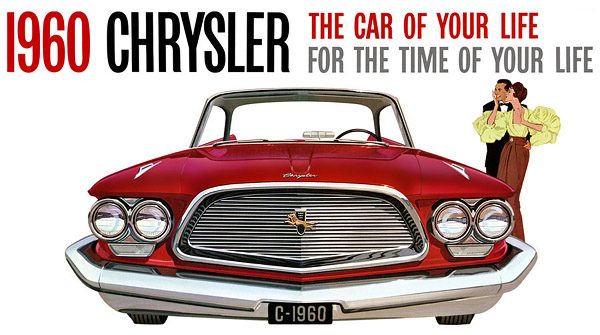 1960 CHRYSLER
THE CAR OF YOUR LIFE
FOR THE TIME OF YOUR LIFE
Chrysler
C-1960